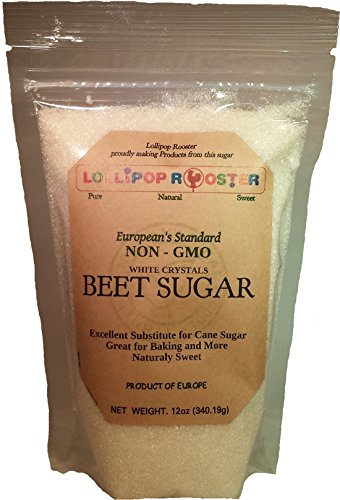 Lollipop Rooster
proudly making Products from this sugar
LOLLIPOP ROOSTER
Pure Natural Sweet
European's Standard
NON - GMO
WHITE CRYSTALS
BEET SUGAR
Excellent Substitute for Cane Sugar
Great for Baking and More
Naturaly Sweet
PRODUCT OF EUROPE
NET WEIGHT. 12oz (340.19g)